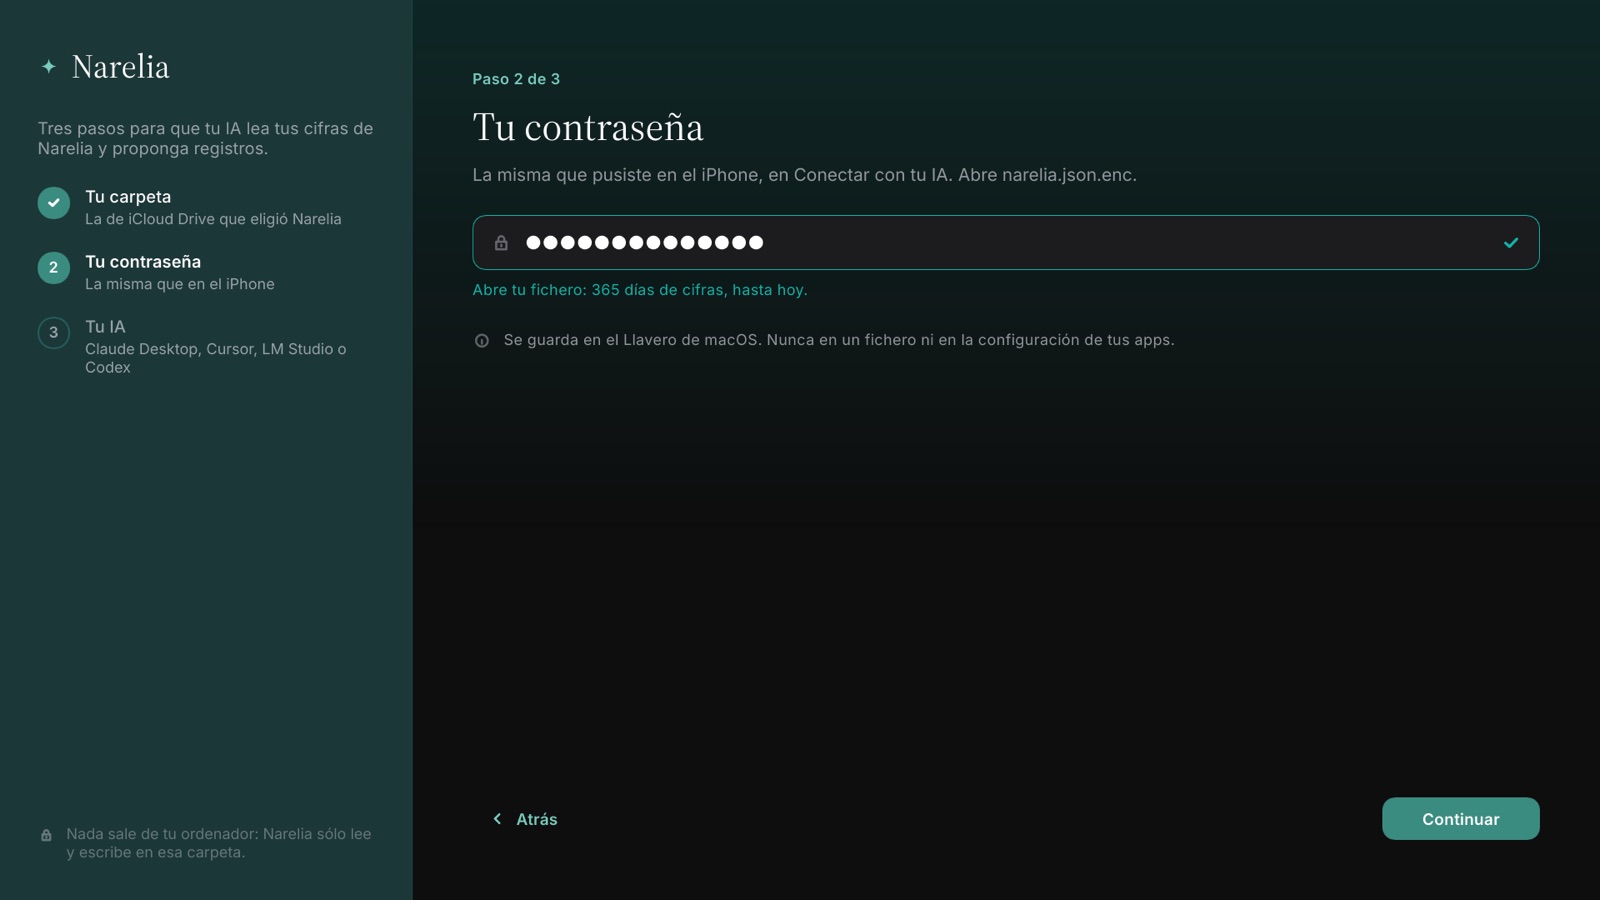 Narelia
Tres pasos para que tu IA lea tus cifras de
Narelia y proponga registros.
Tu carpeta
La de iCloud Drive que eligió Narelia
2
Tu contraseña
La misma que en el iPhone
3
Tu IA
Claude Desktop, Cursor, LM Studio o
Codex
Nada sale de tu ordenador: Narelia sólo lee
y escribe en esa carpeta.
Paso 2 de 3
Tu contraseña
La misma que pusiste en el iPhone, en Conectar con tu IA. Abre narelia.json.enc.
Abre tu fichero: 365 días de cifras, hasta hoy.
Se guarda en el Llavero de macOS. Nunca en un fichero ni en la configuración de tus apps.
Atrás
Continuar